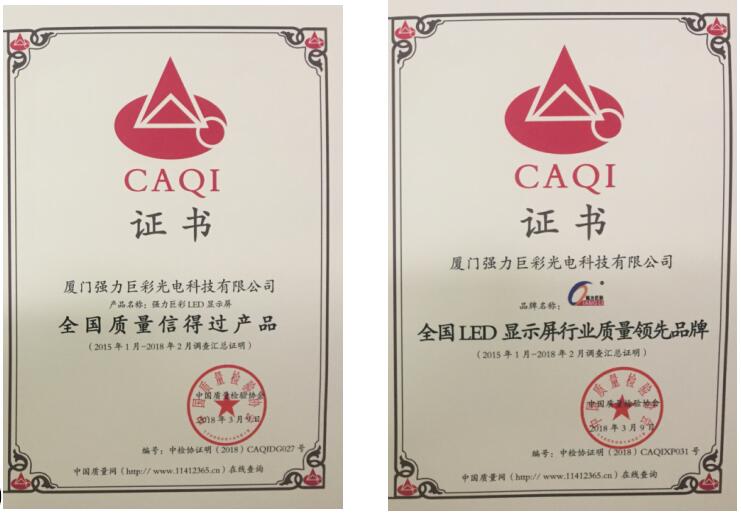 CAQI
证书
厦门强力巨彩光电科技有限公司
产品名称：强力巨彩LED显示屏
全国质量信得过产品
（2015年1月-2018年2月调查汇总证明）
中国质量检验协会
2018年3月9日
编号：中检协证明（2018）CAQIDG027号
中国质量网（http://www.11412365.cn）在线查询
CAQI
证书
厦门强力巨彩光电科技有限公司
品牌名称：
全国LED显示屏行业质量领先品牌
（2015年1月-2018年2月调查汇总证明）
中国质量检验协会
2018年3月9日
编号：中检协证明（2018）CAQIXP031号
中国质量网（http://www.11412365.cn）在线查询